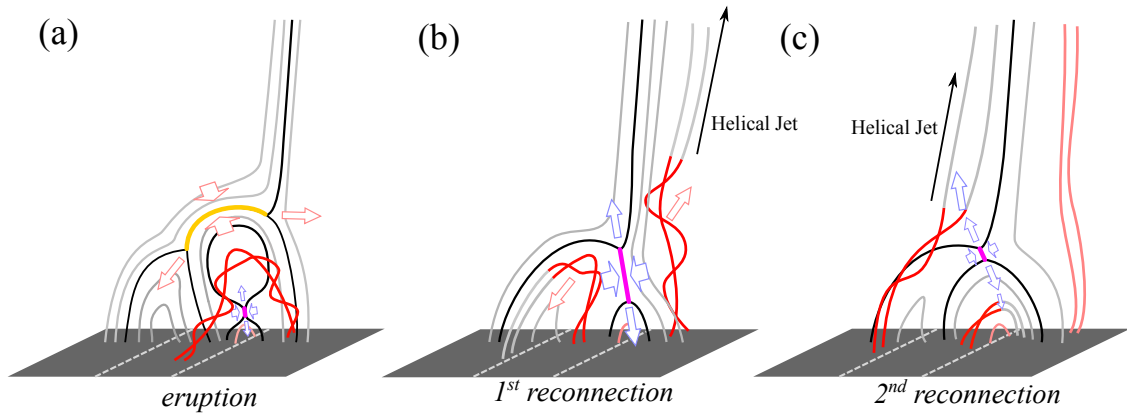 (a)
(b)
(c)
Helical Jet
Helical Jet
eruption
1st reconnection
2nd reconnection